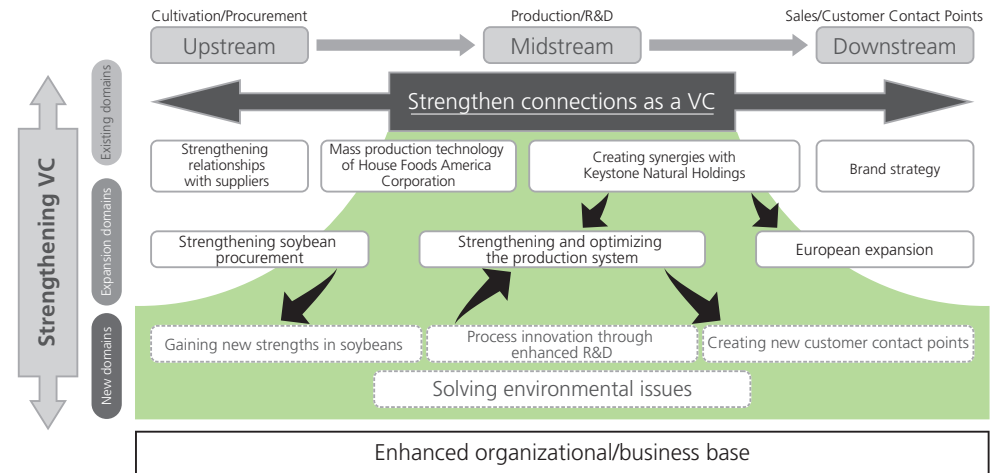 Cultivation/Procurement
Production/R&D
Sales/Customer Contact Points
Upstream
Midstream
Downstream
Strengthen connections as a VC
Strengthening VC
Existing domains
Expansion domains
New domains
Strengthening
relationships
with suppliers
Mass production technology
of House Foods America
Corporation
Creating synergies with
Keystone Natural Holdings
Brand strategy
Strengthening soybean
procurement
Strengthening and optimizing
the production system
European expansion
Gaining new strengths in soybeans
Process innovation through
enhanced R&D
Creating new customer contact points
Solving environmental issues
Enhanced organizational/business base